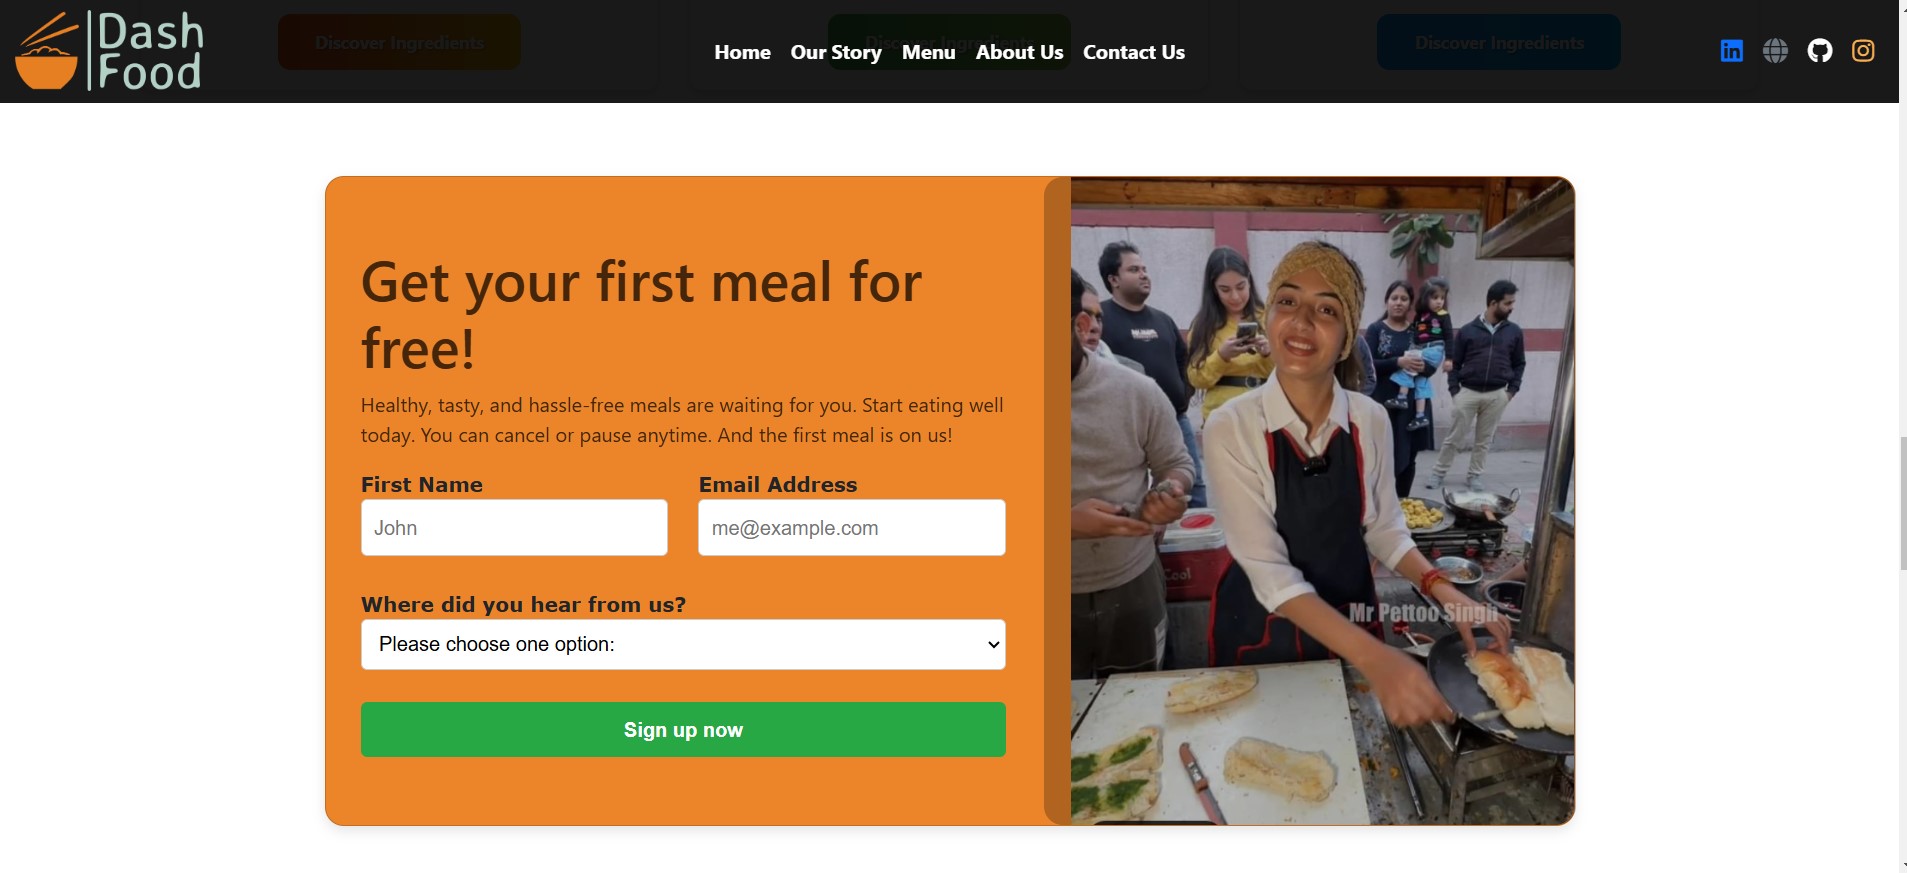 Dash
Food
Discover Ingredients
Discover Ingredients
Discover Ingredients
Home
Our Story
Menu
About Us
Contact Us
Get your first meal for
free!
Healthy, tasty, and hassle-free meals are waiting for you. Start eating well
today. You can cancel or pause anytime. And the first meal is on us!
First Name
Email Address
John
me@example.com
Where did you hear from us?
Please choose one option:
Sign up now
Cool
Mr Pettoo Singh